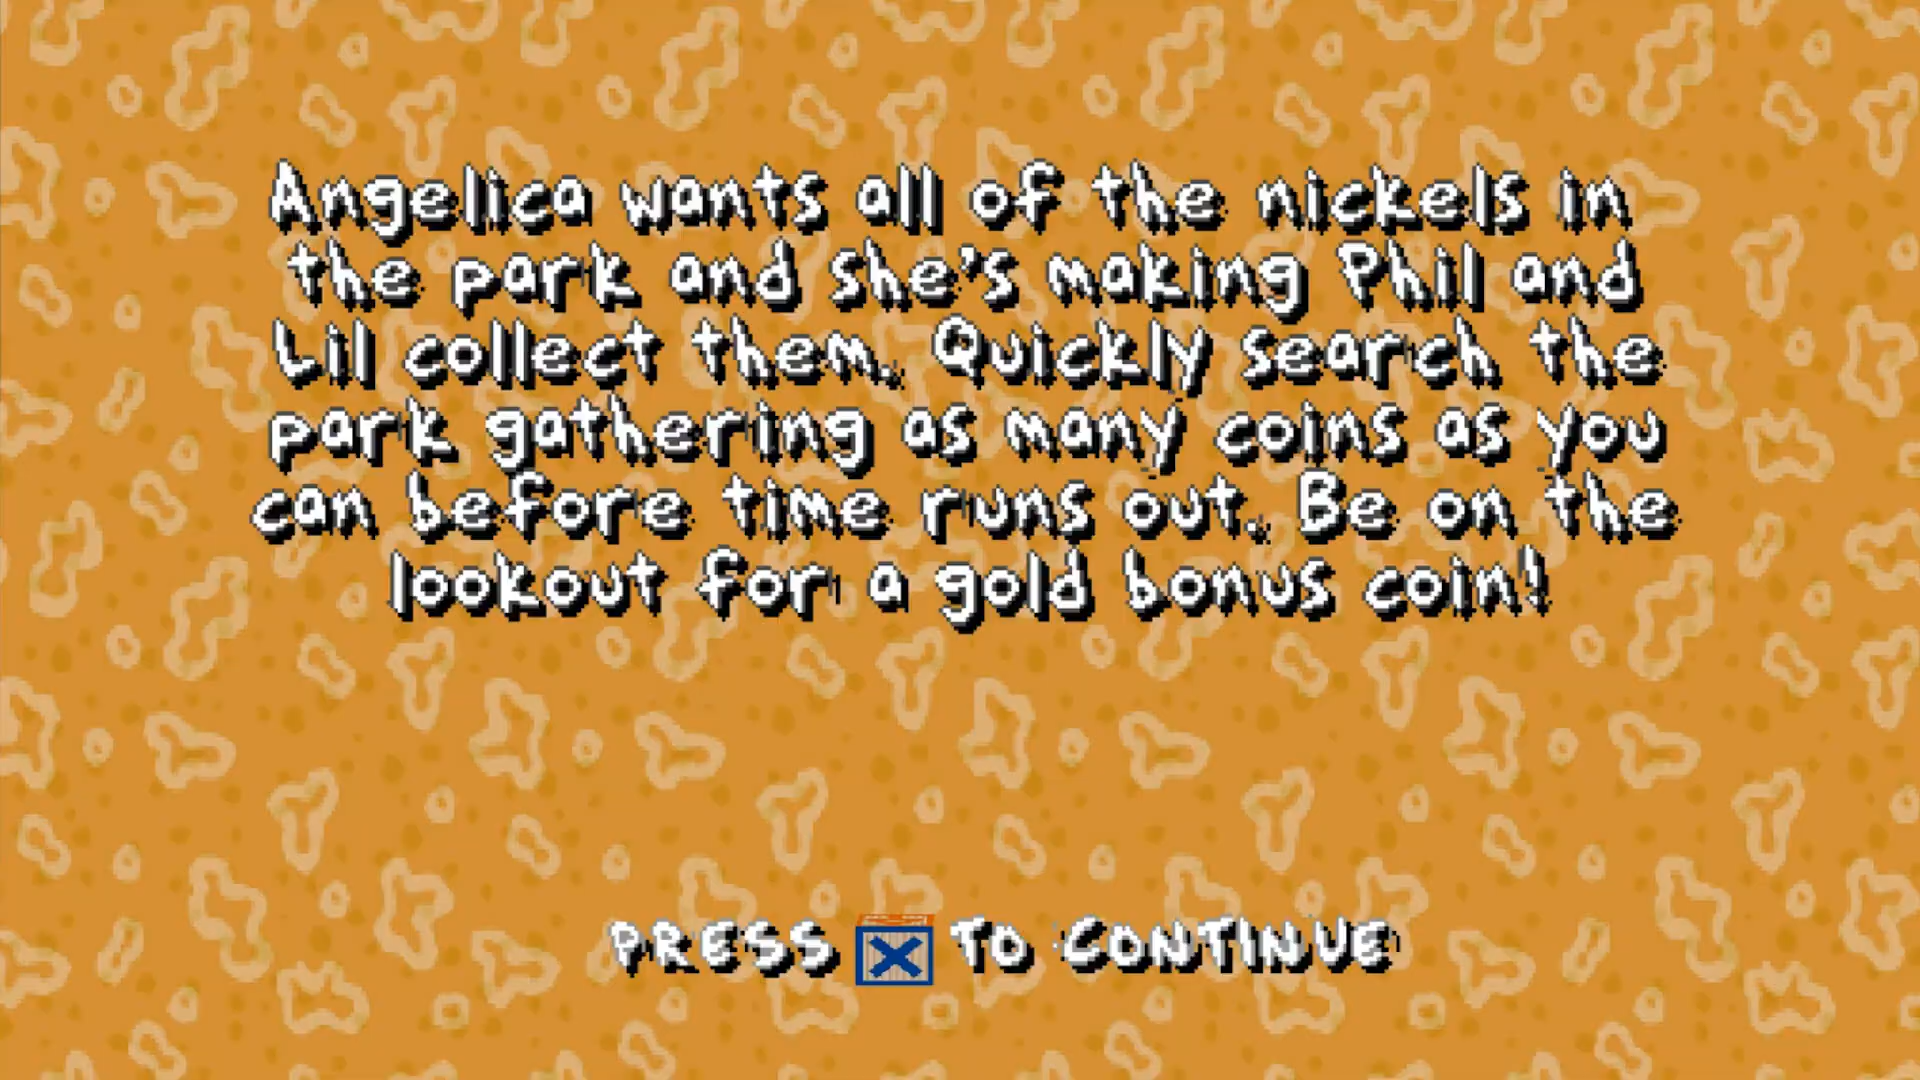 Angelica wants all of the nickels in
the park and she's making Phil and
Lil collect them. Quickly search the
park gathering as many coins as you
can before time runs out. Be on the
lookout for a gold bonus coin!
PRESS X TO CONTINUE